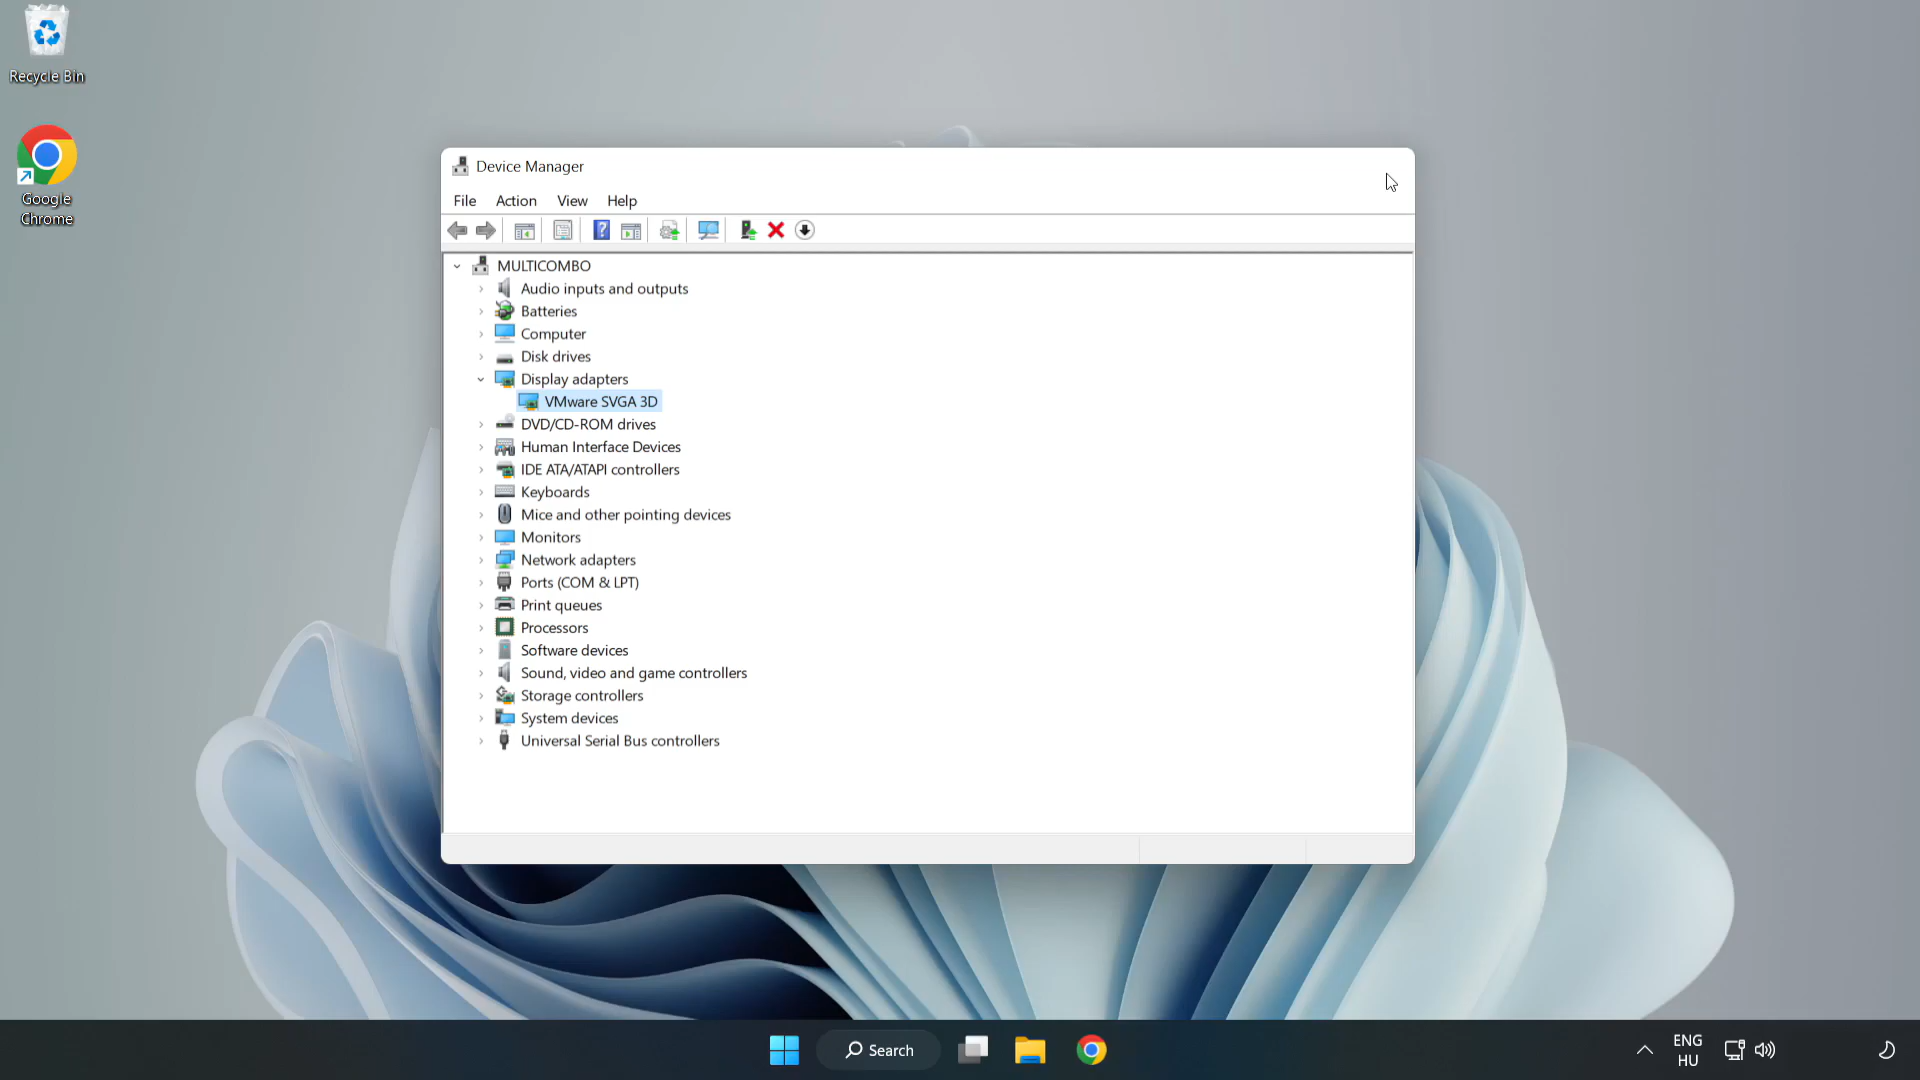 Recycle Bin
Google
Chrome
Device Manager
File Action View Help
MULTICOMBO
Audio inputs and outputs
Batteries
Computer
Disk drives
Display adapters
VMware SVGA 3D
DVD/CD-ROM drives
Human Interface Devices
IDE ATA/ATAPI controllers
Keyboards
Mice and other pointing devices
Monitors
Network adapters
Ports (COM & LPT)
Print queues
Processors
Software devices
Sound, video and game controllers
Storage controllers
System devices
Universal Serial Bus controllers
Search
ENG
HU